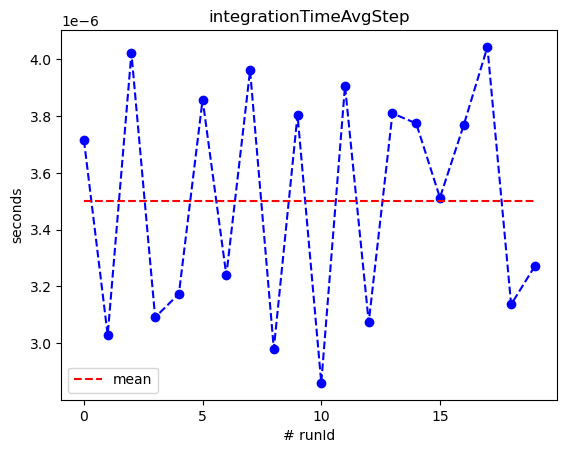 integrationTimeAvgStep
1e−6
4.0
3.8
3.6
3.4
3.2
3.0
seconds
mean
0 5 10 15
# runId